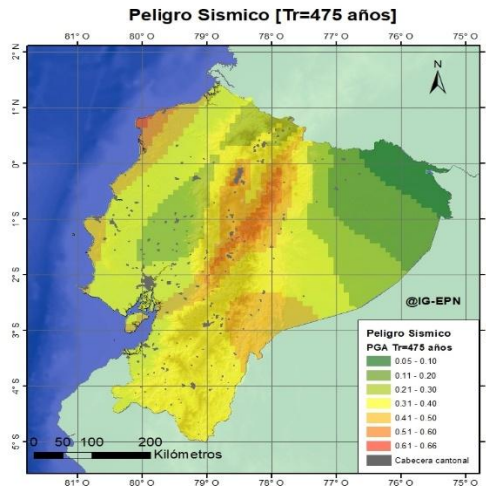 Peligro Sismico [Tr=475 años]
81° O 80° O 79° O 78° O 77° O 76° O 75° O
2° N
1° N
0°
1° S
2° S
3° S
4° S
5° S
N
@IG-EPN
Peligro Sismico
PGA Tr=475 años
0.05 - 0.10
0.11 - 0.20
0.21 - 0.30
0.31 - 0.40
0.41 - 0.50
0.51 - 0.60
0.61 - 0.66
Cabecera cantonal
0 50 100 200
Kilómetros
81° O 80° O 79° O 78° O 77° O 76° O 75° O